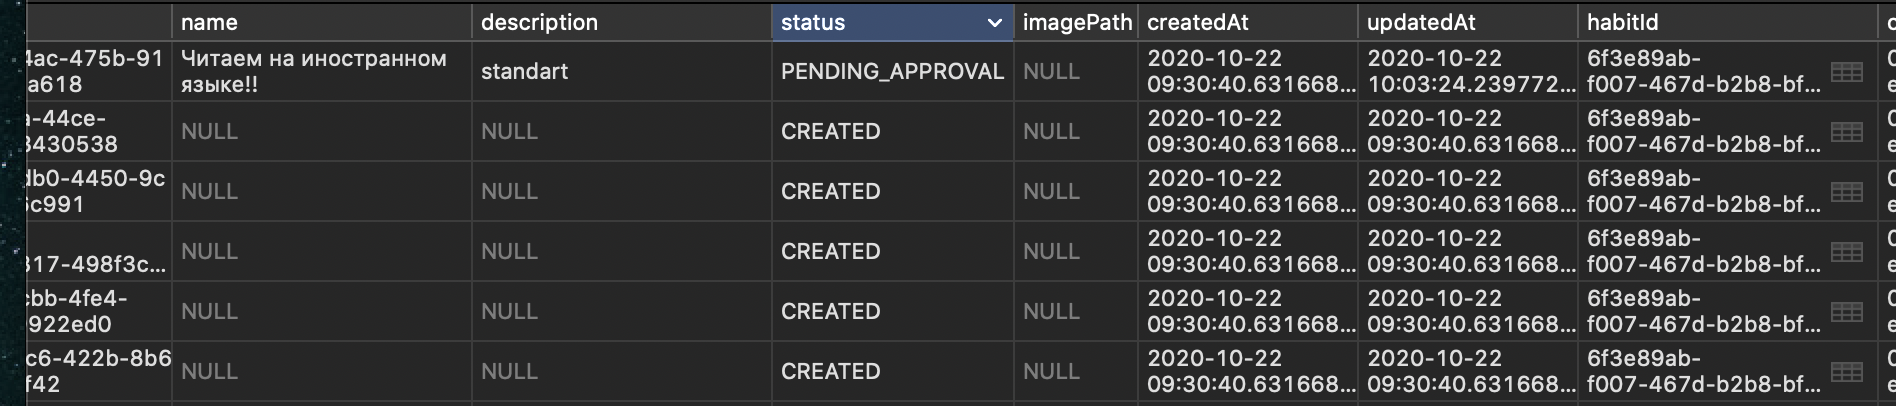 name description status imagePath createdAt updatedAt habitId
4ac-475b-91 Читаем на иностранном 2020-10-22 2020-10-22 6f3e89ab-
a618 языке!! standart PENDING_APPROVAL NULL 09:30:40.631668... 10:03:24.239772... f007-467d-b2b8-bf...
a-44ce- 2020-10-22 2020-10-22 6f3e89ab-
3430538 NULL NULL CREATED NULL 09:30:40.631668... 09:30:40.631668... f007-467d-b2b8-bf...
db0-4450-9c 2020-10-22 2020-10-22 6f3e89ab-
6c991 NULL NULL CREATED NULL 09:30:40.631668... 09:30:40.631668... f007-467d-b2b8-bf...
2020-10-22 2020-10-22 6f3e89ab-
317-498f3c... NULL NULL CREATED NULL 09:30:40.631668... 09:30:40.631668... f007-467d-b2b8-bf...
cbb-4fe4- 2020-10-22 2020-10-22 6f3e89ab-
922ed0 NULL NULL CREATED NULL 09:30:40.631668... 09:30:40.631668... f007-467d-b2b8-bf...
c6-422b-8b6 2020-10-22 2020-10-22 6f3e89ab-
f42 NULL NULL CREATED NULL 09:30:40.631668... 09:30:40.631668... f007-467d-b2b8-bf...